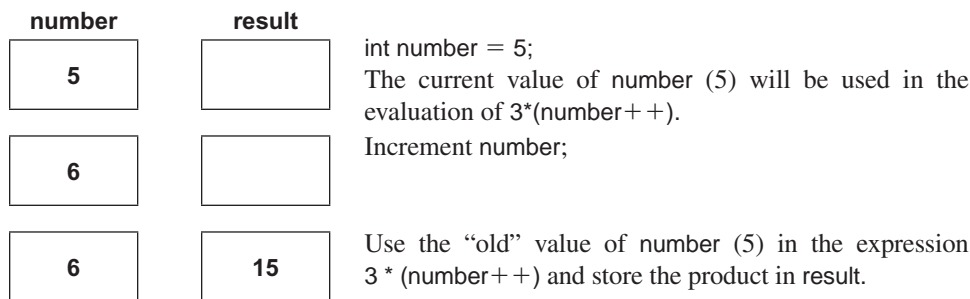 number result
5
int number = 5;
The current value of number (5) will be used in the
evaluation of 3*(number++).
6
Increment number;
6 15
Use the “old” value of number (5) in the expression
3 * (number++) and store the product in result.